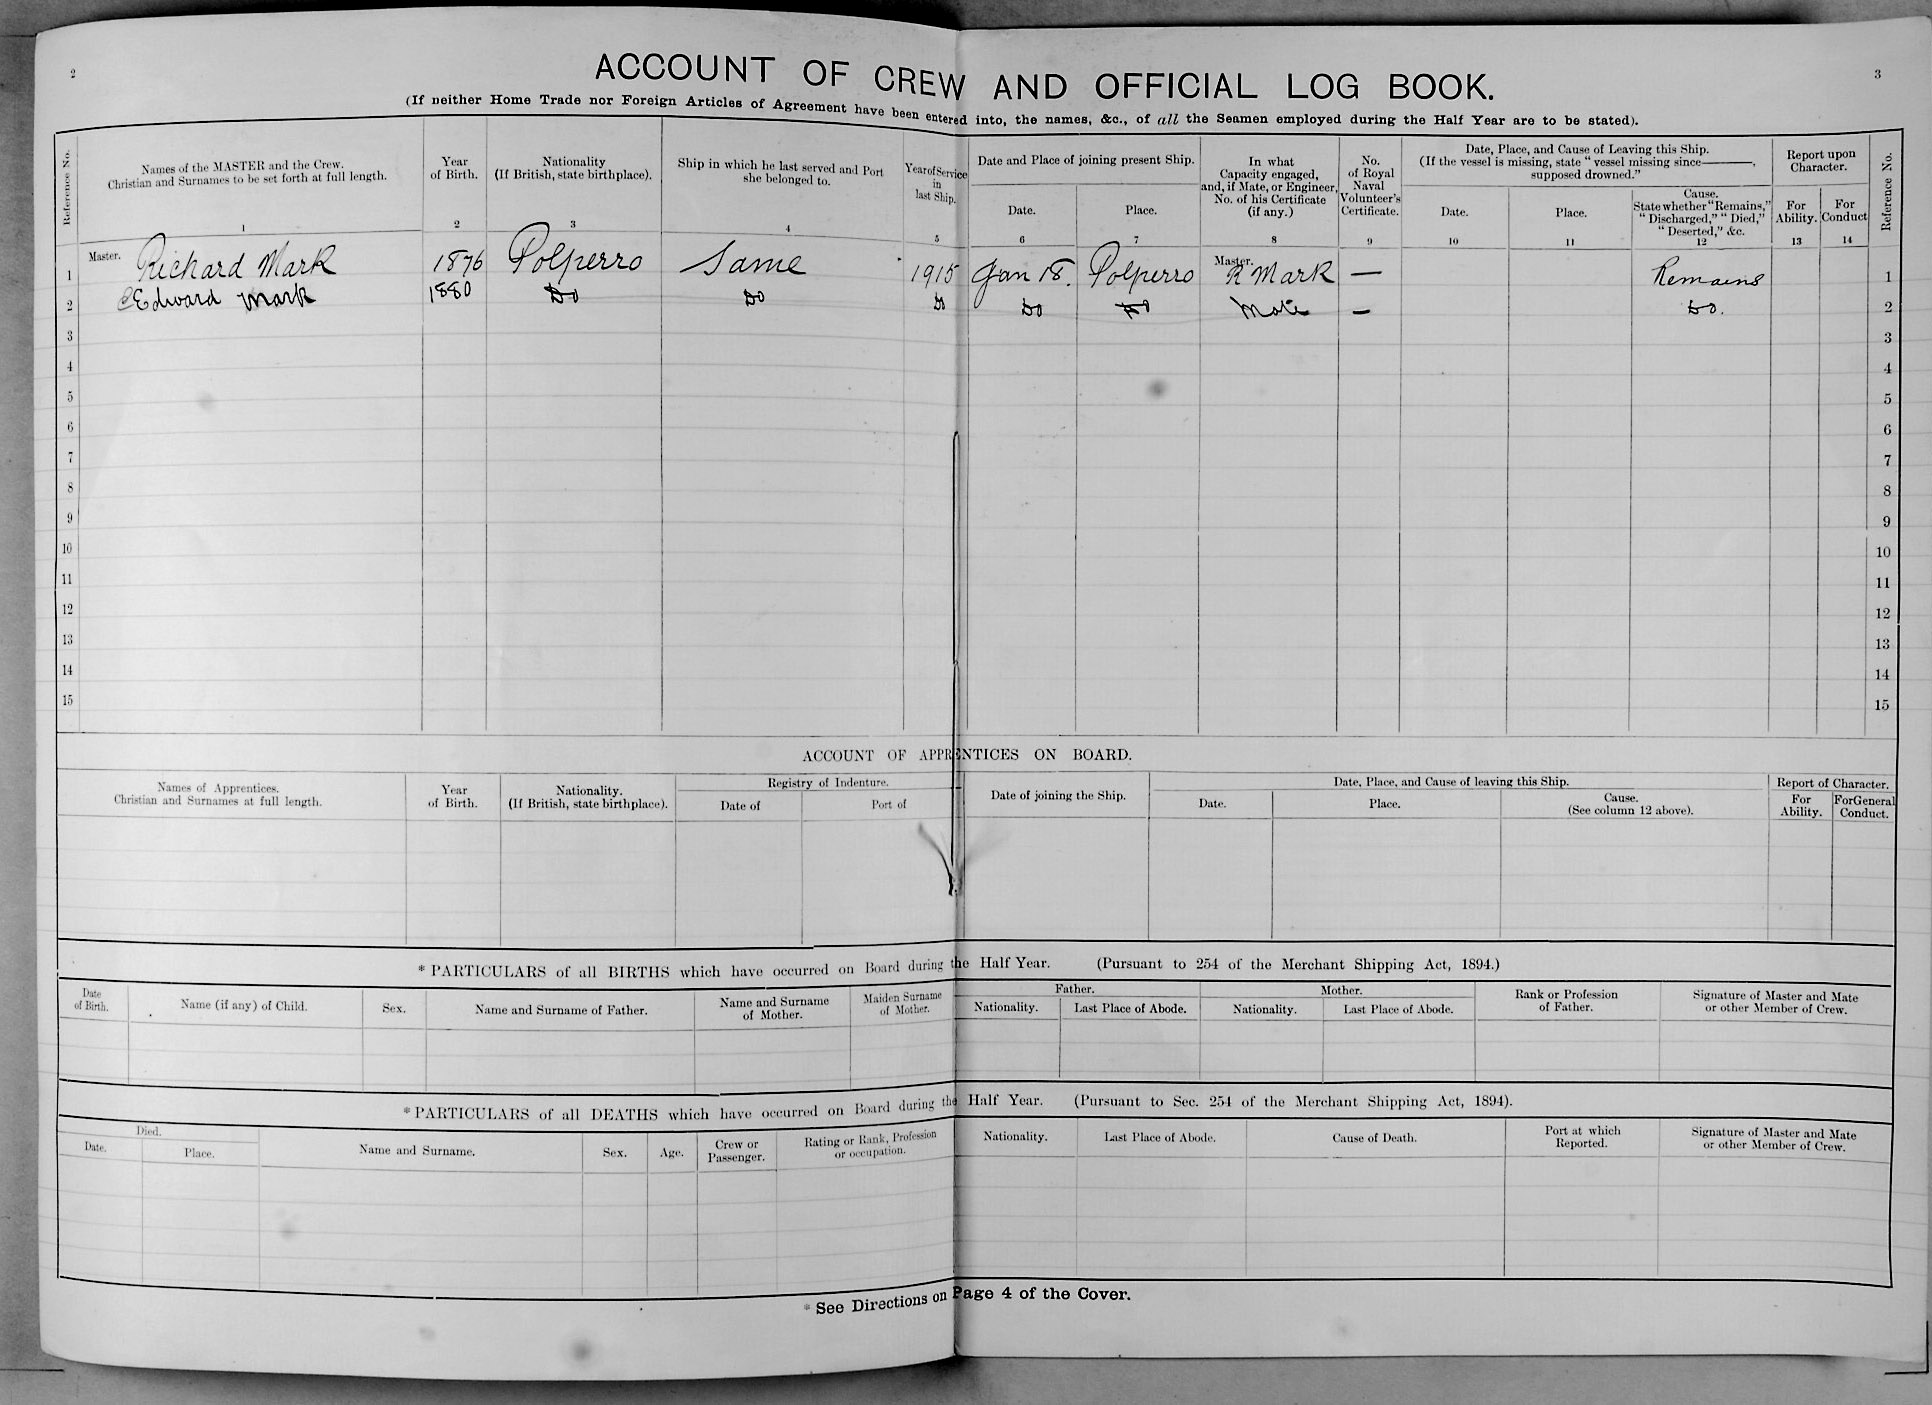 2
3
ACCOUNT OF CREW AND OFFICIAL LOG BOOK.
(If neither Home Trade nor Foreign Articles of Agreement have been entered into, the names, &c., of all the Seamen employed during the Half Year are to be stated).
Reference No.
Names of the MASTER and the Crew.
Christian and Surnames to be set forth at full length.
1
Year
of Birth.
2
Nationality
(If British, state birthplace).
3
Ship in which he last served and Port
she belonged to.
4
Year of Service
in
last Ship.
5
Date and Place of joining present Ship.
Date.
6
Place.
7
In what
Capacity engaged,
and, if Mate, or Engineer,
No. of his Certificate
(if any.)
8
No.
of Royal
Naval
Volunteer's
Certificate.
9
Date, Place, and Cause of Leaving this Ship.
(If the vessel is missing, state "vessel missing since———,
supposed drowned."
Date.
10
Place.
11
Cause.
State whether "Remains,"
"Discharged," "Died,"
"Deserted," &c.
12
Report upon
Character.
For
Ability.
13
For
Conduct
14
Reference No.
1 Master. Richard Mark 1876 Polperro Same 1915 Jan 18. Polperro Master. R Mark — Remains 1
2 Edward Mark 1880 Do Do Do Do Do Mate — Do. 2
3 3
4 4
5 5
6 6
7 7
8 8
9 9
10 10
11 11
12 12
13 13
14 14
15 15
ACCOUNT OF APPRENTICES ON BOARD.
Names of Apprentices.
Christian and Surnames at full length.
Year
of Birth.
Nationality.
(If British, state birthplace).
Registry of Indenture.
Date of
Port of
Date of joining the Ship.
Date, Place, and Cause of leaving this Ship.
Date.
Place.
Cause.
(See column 12 above).
Report of Character.
For
Ability.
For General
Conduct.
* PARTICULARS of all BIRTHS which have occurred on Board during the Half Year. (Pursuant to 254 of the Merchant Shipping Act, 1894.)
Date
of Birth.
Name (if any) of Child.
Sex.
Name and Surname of Father.
Name and Surname
of Mother.
Maiden Surname
of Mother.
Father.
Nationality.
Last Place of Abode.
Mother.
Nationality.
Last Place of Abode.
Rank or Profession
of Father.
Signature of Master and Mate
or other Member of Crew.
* PARTICULARS of all DEATHS which have occurred on Board during the Half Year. (Pursuant to Sec. 254 of the Merchant Shipping Act, 1894).
Died.
Date.
Place.
Name and Surname.
Sex.
Age.
Crew or
Passenger.
Rating or Rank, Profession
or occupation.
Nationality.
Last Place of Abode.
Cause of Death.
Port at which
Reported.
Signature of Master and Mate
or other Member of Crew.
* See Directions on Page 4 of the Cover.